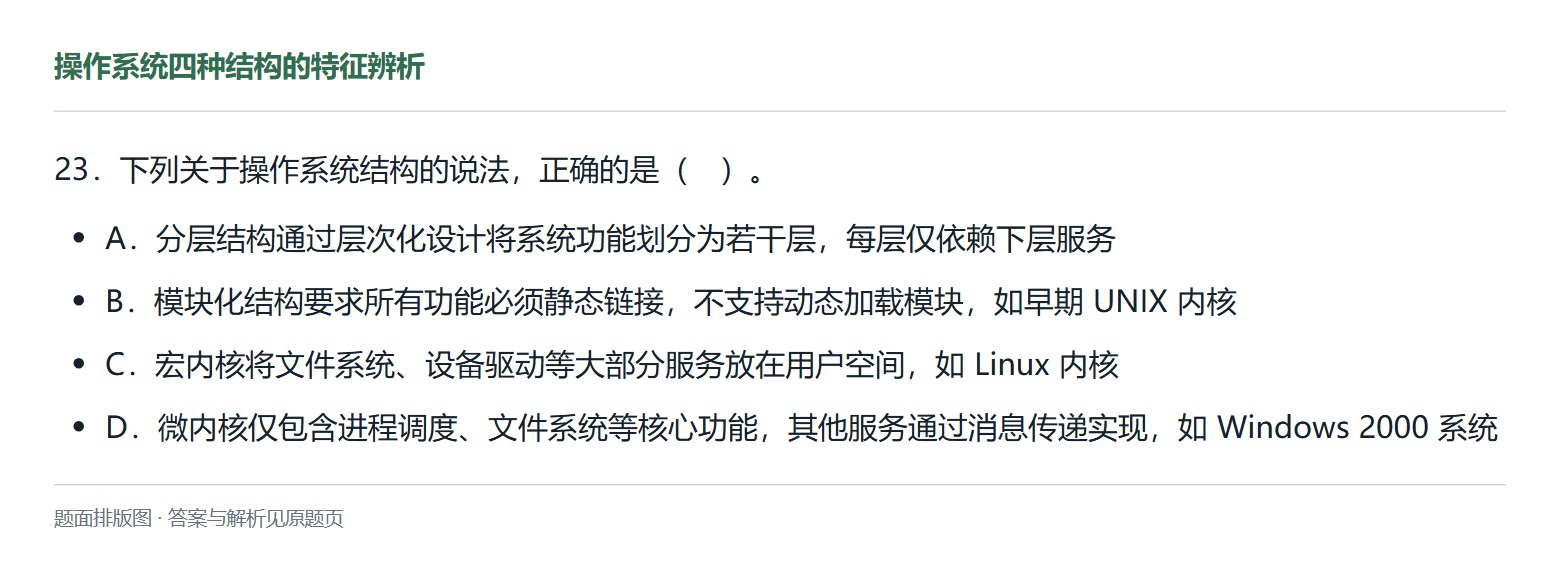 操作系统四种结构的特征辨析
23．下列关于操作系统结构的说法，正确的是（　）。
• A．分层结构通过层次化设计将系统功能划分为若干层，每层仅依赖下层服务
• B．模块化结构要求所有功能必须静态链接，不支持动态加载模块，如早期 UNIX 内核
• C．宏内核将文件系统、设备驱动等大部分服务放在用户空间，如 Linux 内核
• D．微内核仅包含进程调度、文件系统等核心功能，其他服务通过消息传递实现，如 Windows 2000 系统
题面排版图 · 答案与解析见原题页